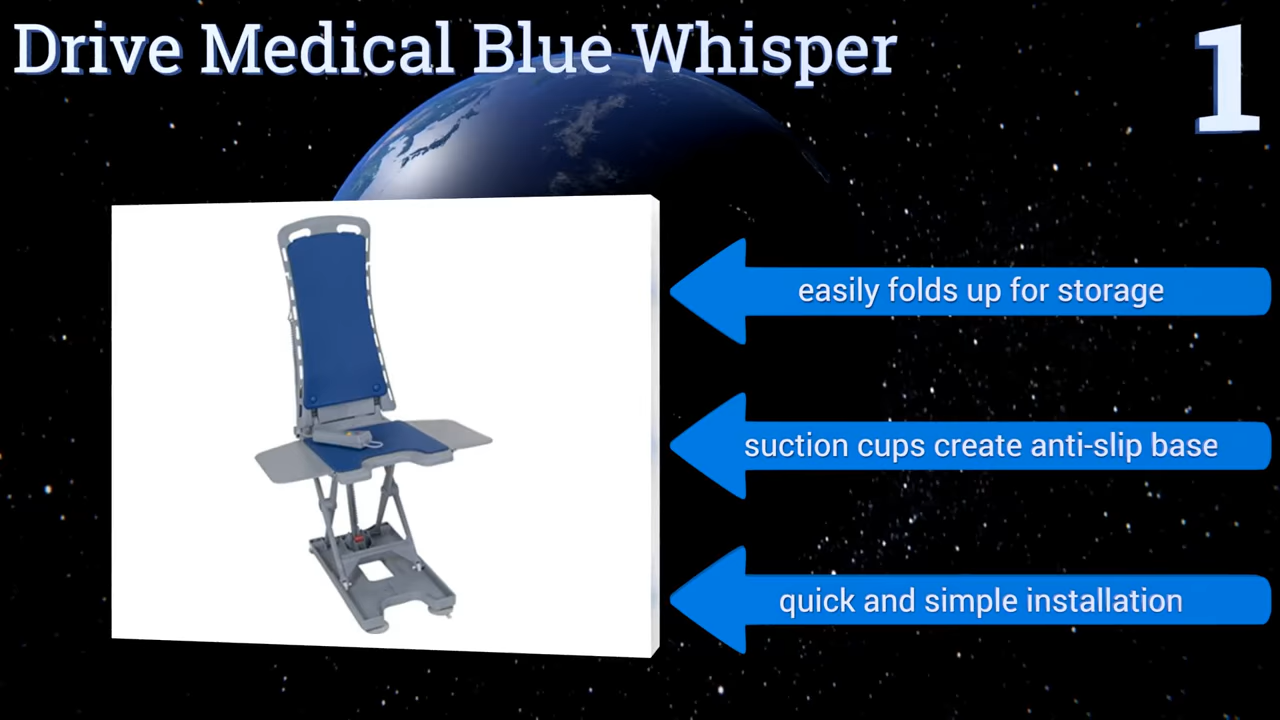 Drive Medical Blue Whisper
1
easily folds up for storage
suction cups create anti-slip base
quick and simple installation